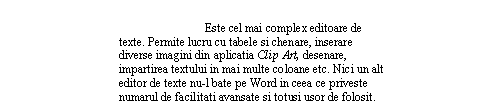 Este cel mai complex editoare de
texte. Permite lucru cu tabele si chenare, inserare
diverse imagini din aplicatia Clip Art, desenare,
impartirea textului in mai multe coloane etc. Nici un alt
editor de texte nu-l bate pe Word in ceea ce priveste
numarul de facilitati avansate si totusi usor de folosit.